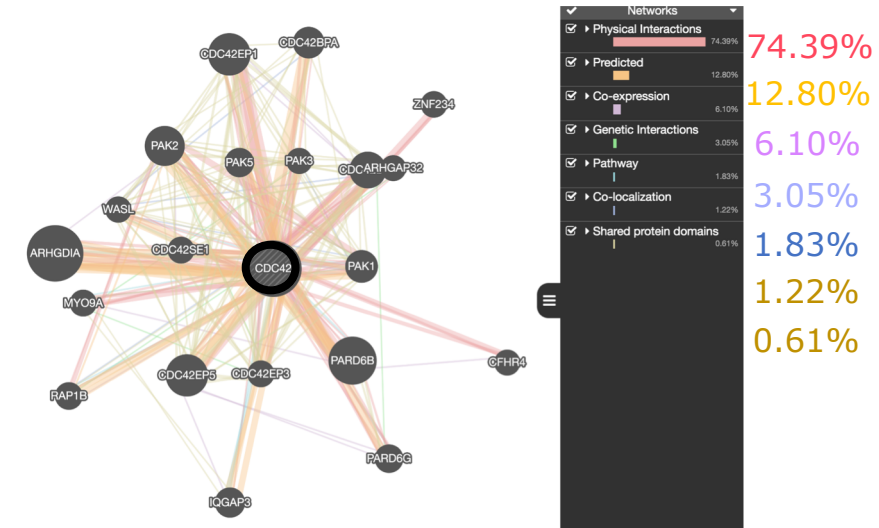 CDC42EP1
CDC42BPA
ZNF234
PAK2
PAK5
PAK3
ARHGAP32
WASL
ARHGDIA
CDC42SE1
CDC42
PAK1
MYO9A
CDC42EP5
CDC42EP3
PARD6B
CFHR4
RAP1B
PARD6G
IQGAP3
Networks
Physical Interactions
74.39%
Predicted
12.80%
Co-expression
6.10%
Genetic Interactions
3.05%
Pathway
1.83%
Co-localization
1.22%
Shared protein domains
0.61%
74.39%
12.80%
6.10%
3.05%
1.83%
1.22%
0.61%